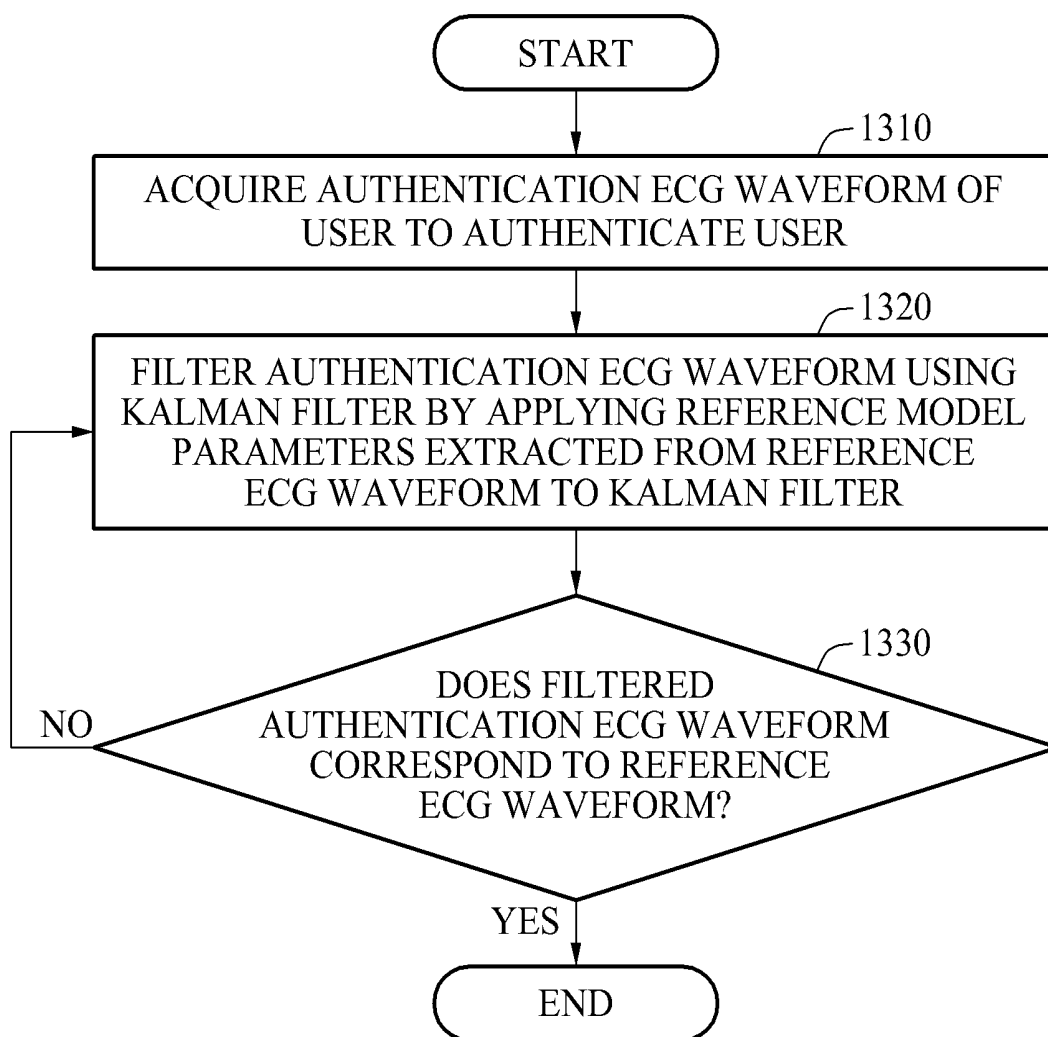 START
1310
ACQUIRE AUTHENTICATION ECG WAVEFORM OF
USER TO AUTHENTICATE USER
1320
FILTER AUTHENTICATION ECG WAVEFORM USING
KALMAN FILTER BY APPLYING REFERENCE MODEL
PARAMETERS EXTRACTED FROM REFERENCE
ECG WAVEFORM TO KALMAN FILTER
1330
DOES FILTERED
AUTHENTICATION ECG WAVEFORM
CORRESPOND TO REFERENCE
ECG WAVEFORM?
NO
YES
END